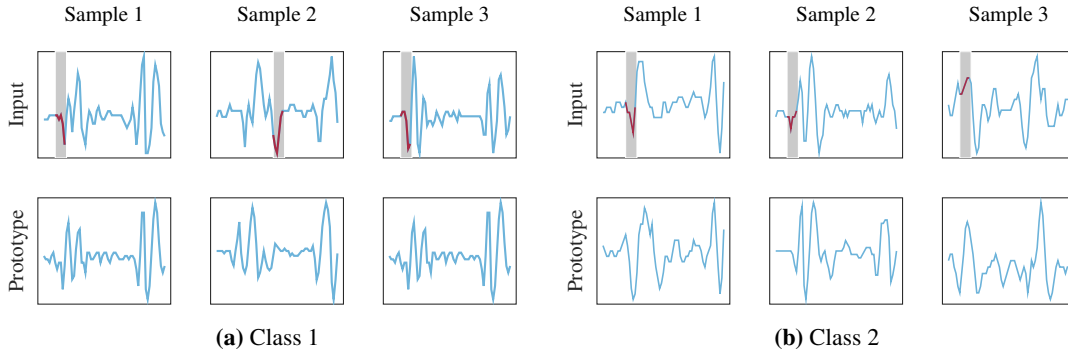 Sample 1 Sample 2 Sample 3 Sample 1 Sample 2 Sample 3
Input Input
Prototype Prototype
(a) Class 1 (b) Class 2